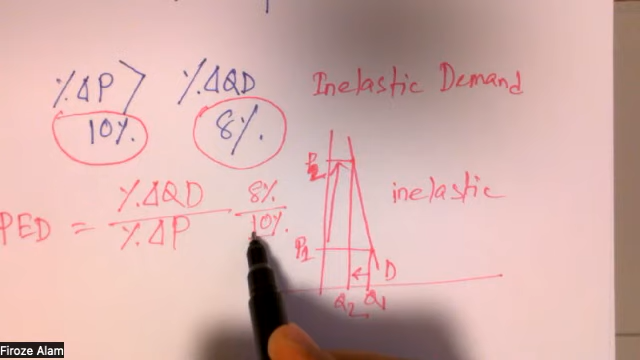 %ΔP > %ΔQD
10%. 8%.
Inelastic Demand
PED = %ΔQD / %ΔP 8% / 10%.
P2
inelastic
P1
D
Q2 Q1
Firoze Alam